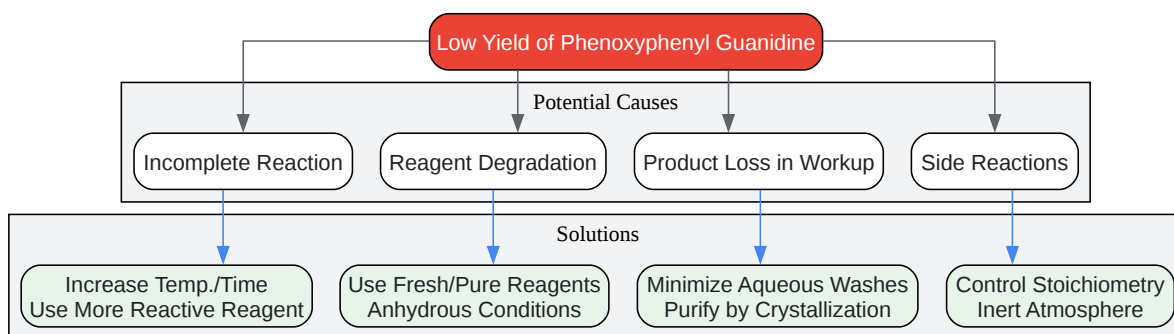 Low Yield of Phenoxyphenyl Guanidine
Potential Causes
Incomplete Reaction
Reagent Degradation
Product Loss in Workup
Side Reactions
Solutions
Increase Temp./Time
Use More Reactive Reagent
Use Fresh/Pure Reagents
Anhydrous Conditions
Minimize Aqueous Washes
Purify by Crystallization
Control Stoichiometry
Inert Atmosphere